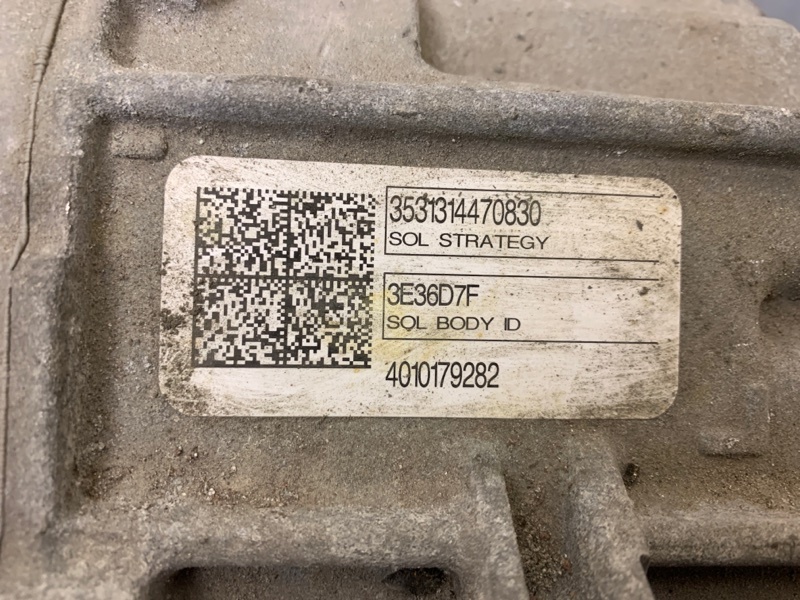 3531314470830
SOL STRATEGY
3E36D7F
SOL BODY ID
4010179282